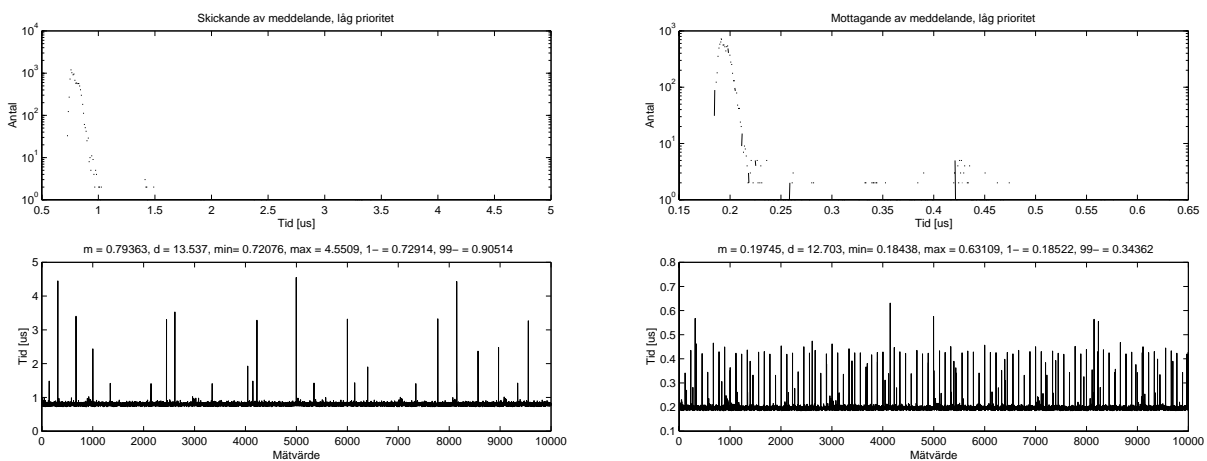 Skickande av meddelande, låg prioritet
10^4
10^3
10^2
10^1
10^0
Antal
0.5 1 1.5 2 2.5 3 3.5 4 4.5 5
Tid [us]
Mottagande av meddelande, låg prioritet
10^3
10^2
10^1
10^0
Antal
0.15 0.2 0.25 0.3 0.35 0.4 0.45 0.5 0.55 0.6 0.65
Tid [us]
m = 0.79363, d = 13.537, min= 0.72076, max = 4.5509, 1− = 0.72914, 99− = 0.90514
5
4
3
2
1
0
Tid [us]
0 1000 2000 3000 4000 5000 6000 7000 8000 9000 10000
Mätvärde
m = 0.19745, d = 12.703, min= 0.18438, max = 0.63109, 1− = 0.18522, 99− = 0.34362
0.8
0.7
0.6
0.5
0.4
0.3
0.2
0.1
Tid [us]
0 1000 2000 3000 4000 5000 6000 7000 8000 9000 10000
Mätvärde